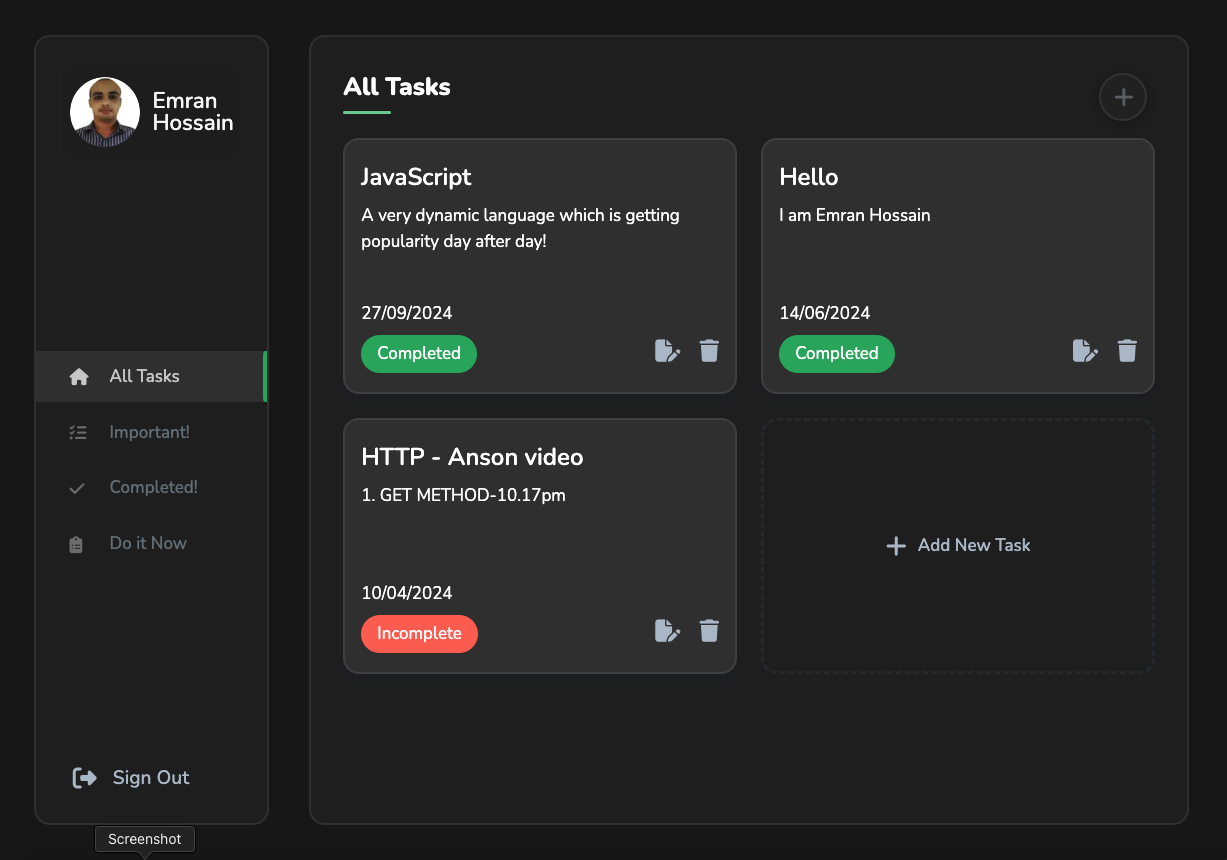 Emran
Hossain
All Tasks
Important!
Completed!
Do it Now
Sign Out
Screenshot
All Tasks
JavaScript
A very dynamic language which is getting
popularity day after day!
27/09/2024
Completed
Hello
I am Emran Hossain
14/06/2024
Completed
HTTP - Anson video
1. GET METHOD-10.17pm
10/04/2024
Incomplete
Add New Task